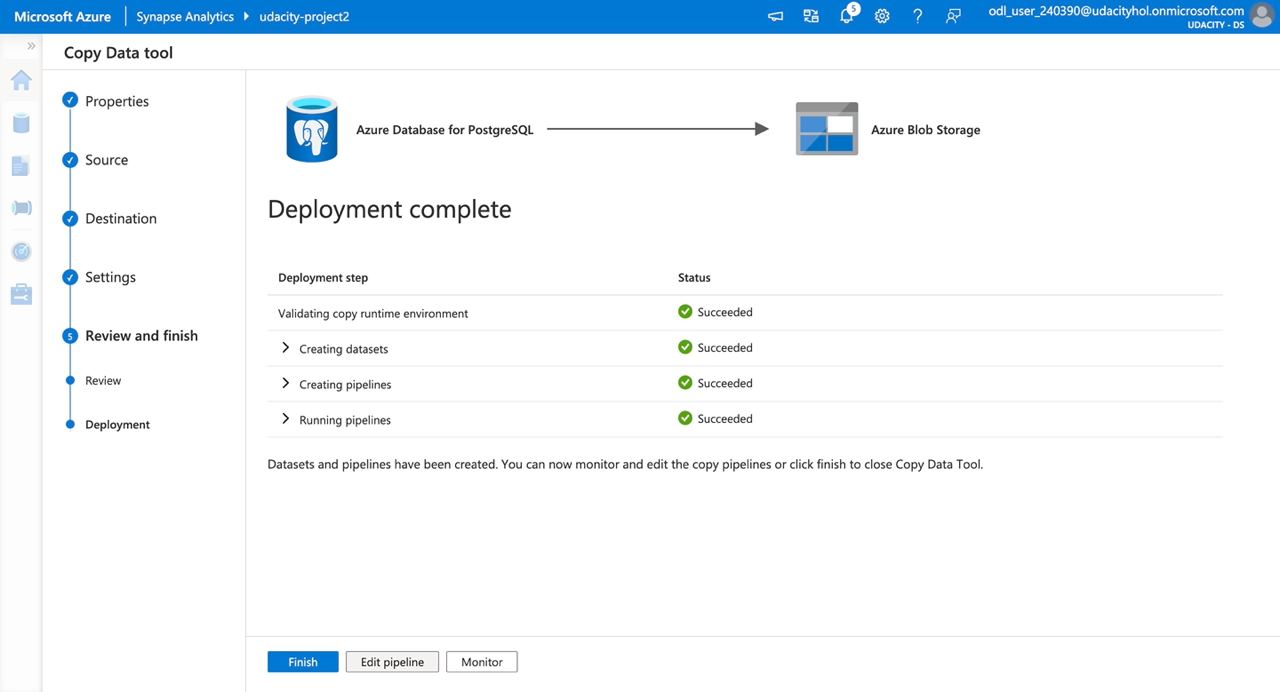 Microsoft Azure Synapse Analytics udacity-project2 5 odl_user_240390@udacityhol.onmicrosoft.com
UDACITY - DS
»
Copy Data tool
Properties
Source
Destination
Settings
5 Review and finish
Review
Deployment
Azure Database for PostgreSQL
Azure Blob Storage
Deployment complete
Deployment step Status
Validating copy runtime environment Succeeded
Creating datasets Succeeded
Creating pipelines Succeeded
Running pipelines Succeeded
Datasets and pipelines have been created. You can now monitor and edit the copy pipelines or click finish to close Copy Data Tool.
Finish Edit pipeline Monitor